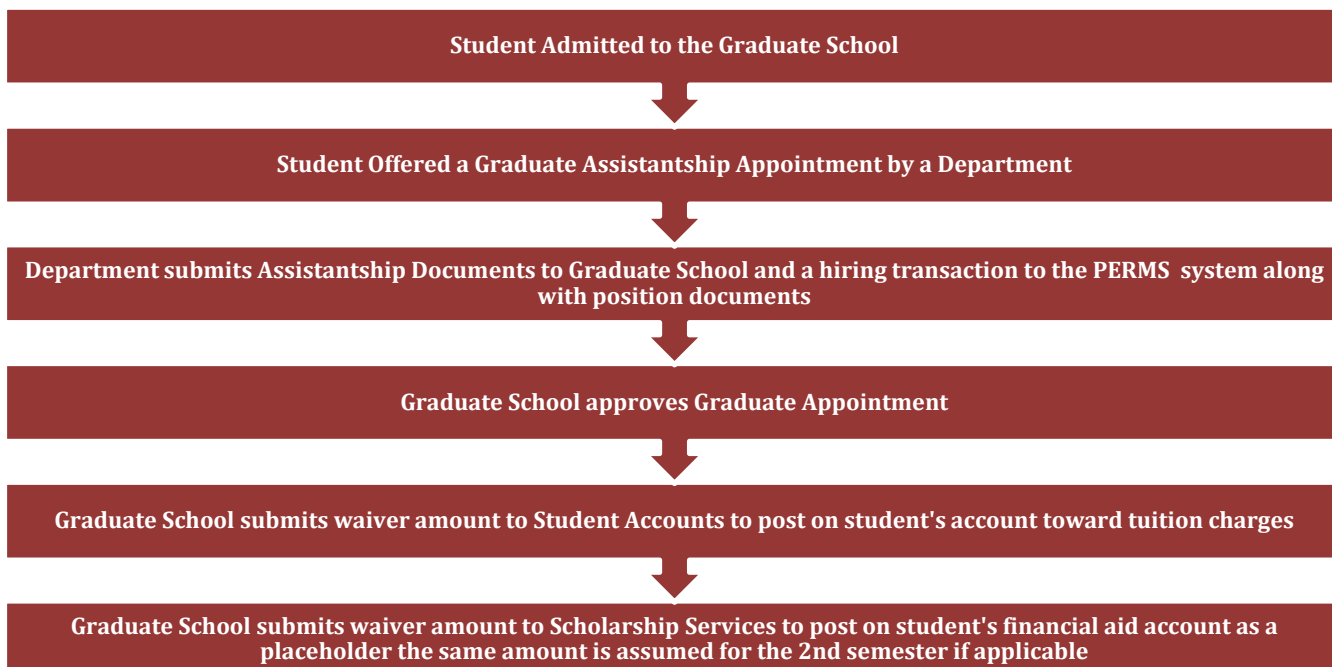 Student Admitted to the Graduate School
Student Offered a Graduate Assistantship Appointment by a Department
Department submits Assistantship Documents to Graduate School and a hiring transaction to the PERMS system along
with position documents
Graduate School approves Graduate Appointment
Graduate School submits waiver amount to Student Accounts to post on student's account toward tuition charges
Graduate School submits waiver amount to Scholarship Services to post on student's financial aid account as a
placeholder the same amount is assumed for the 2nd semester if applicable